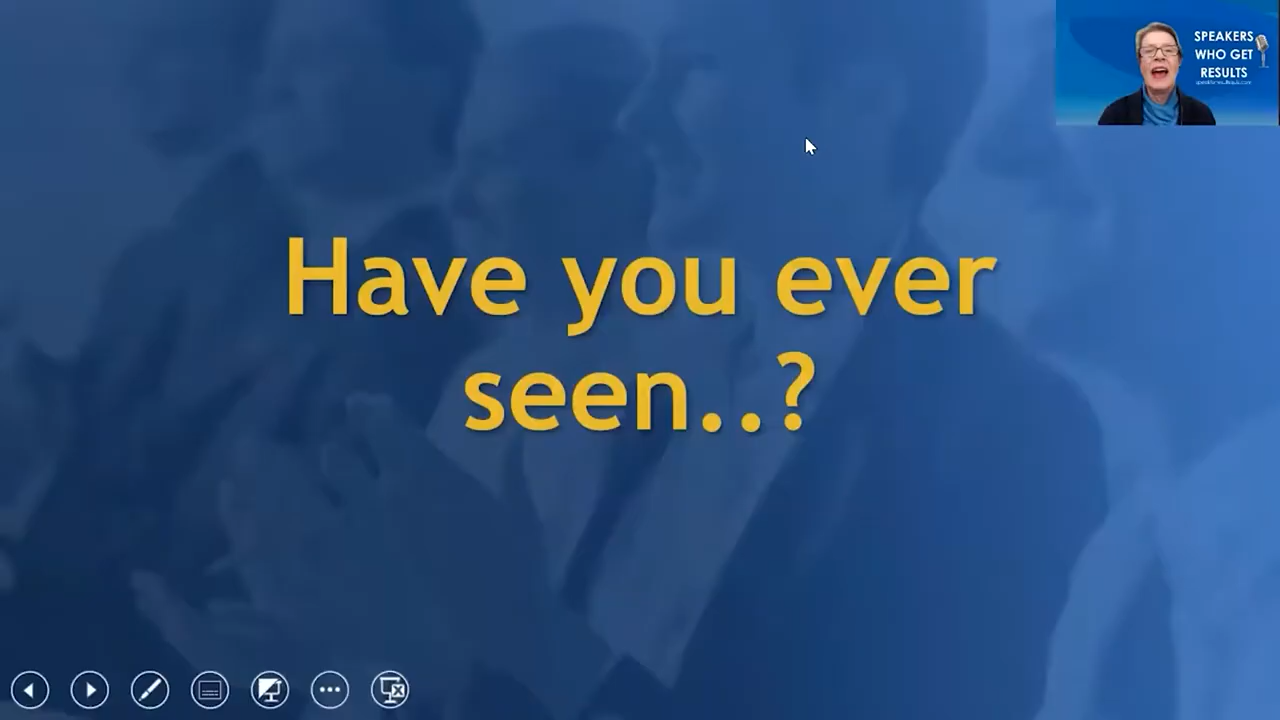 SPEAKERS
WHO GET
RESULTS
Have you ever
seen..?